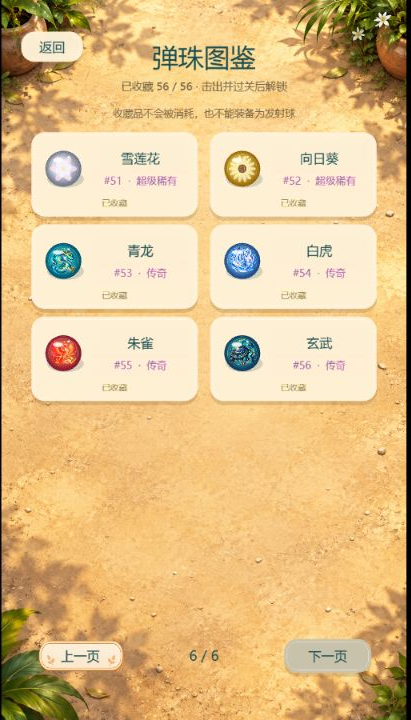 返回
弹珠图鉴
已收藏 56 / 56 · 击出并过关后解锁
收藏品不会被消耗，也不能装备为发射球
雪莲花
#51 · 超级稀有
已收藏
向日葵
#52 · 超级稀有
已收藏
青龙
#53 · 传奇
已收藏
白虎
#54 · 传奇
已收藏
朱雀
#55 · 传奇
已收藏
玄武
#56 · 传奇
已收藏
上一页
6 / 6
下一页